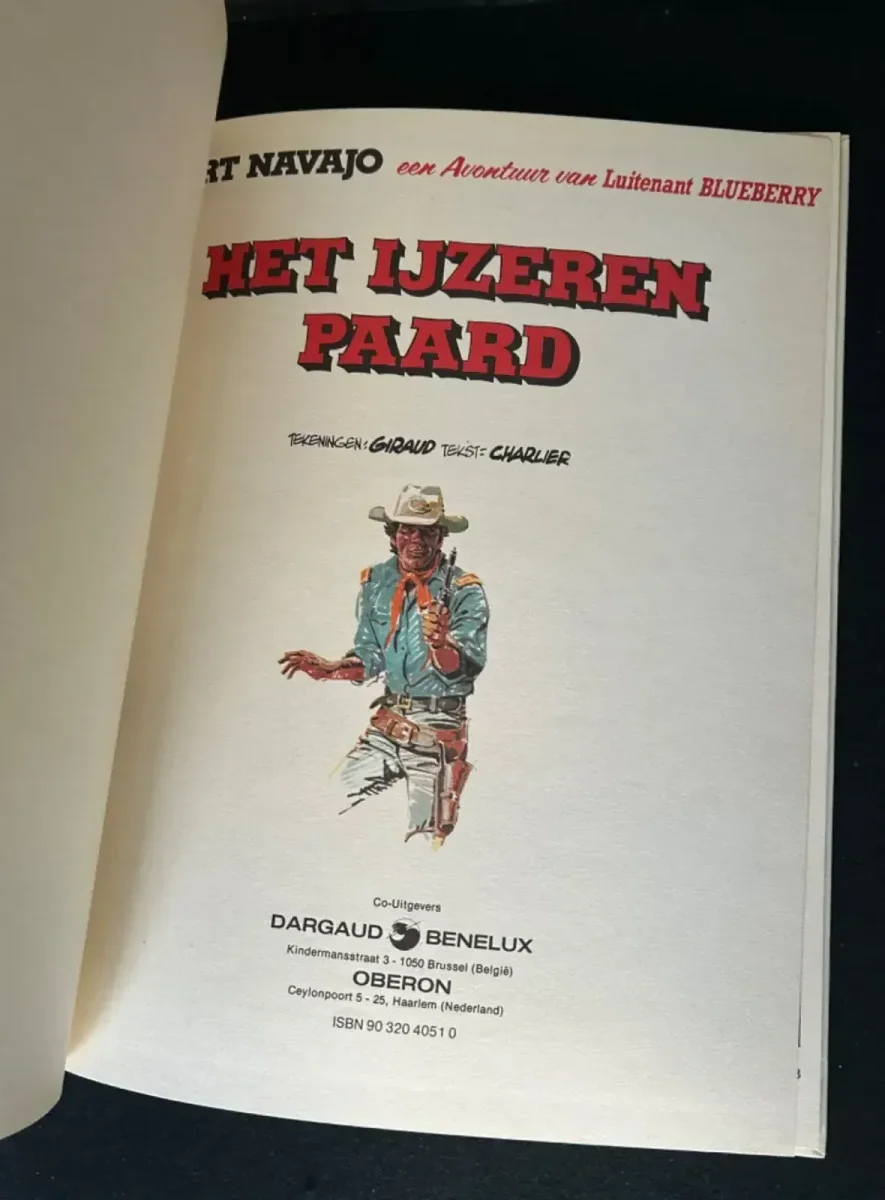 RT NAVAJO een Avontuur van Luitenant BLUEBERRY
HET IJZEREN
PAARD
TEKENINGEN: GIRAUD TEKST: CHARLIER
Co-Uitgevers
DARGAUD BENELUX
Kindermansstraat 3 - 1050 Brussel (België)
OBERON
Ceylonpoort 5 - 25, Haarlem (Nederland)
ISBN 90 320 4051 0